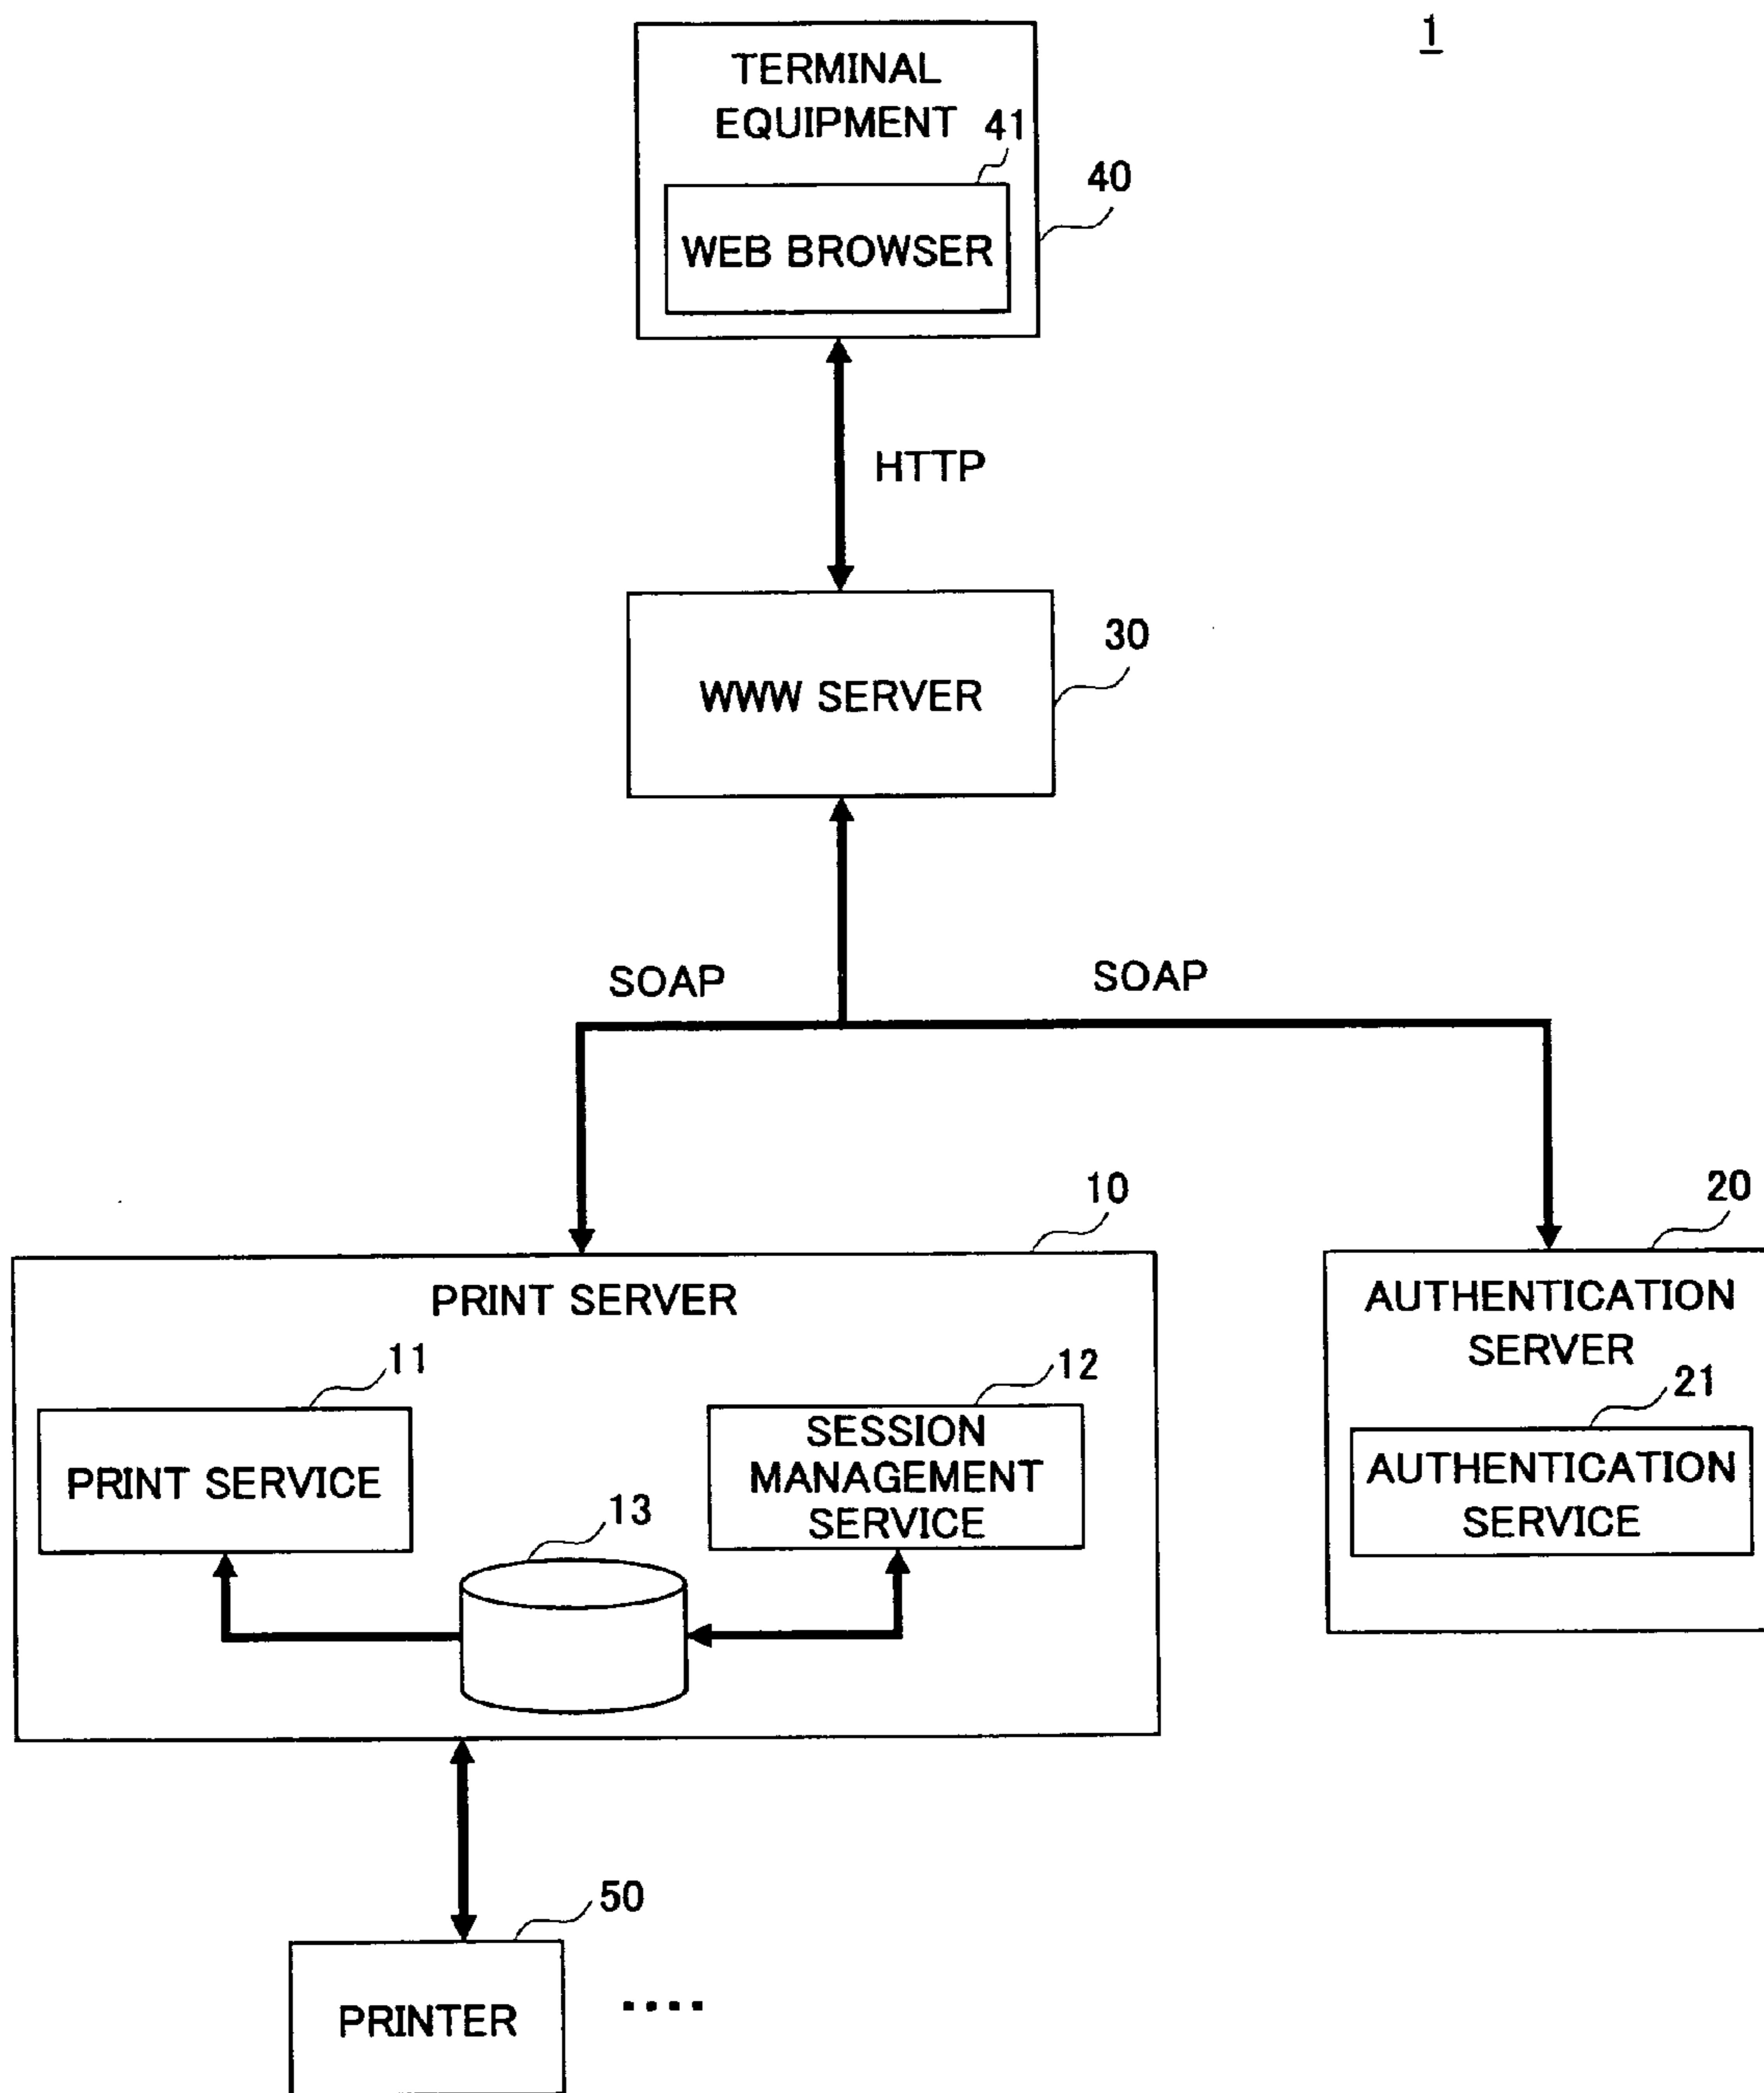 1
TERMINAL
EQUIPMENT
41
40
WEB BROWSER
HTTP
30
WWW SERVER
SOAP
SOAP
10
20
PRINT SERVER
AUTHENTICATION
SERVER
11
12
21
PRINT SERVICE
SESSION
MANAGEMENT
SERVICE
AUTHENTICATION
SERVICE
13
50
PRINTER
....